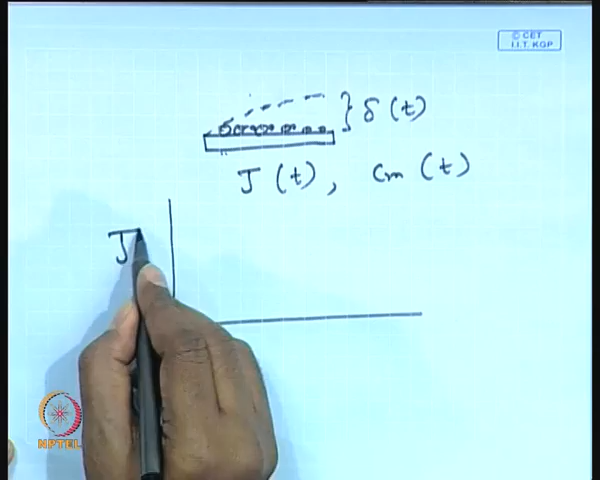 © CET
I.I.T. KGP
} δ (t)
J (t), Cm (t)
J
NPTEL